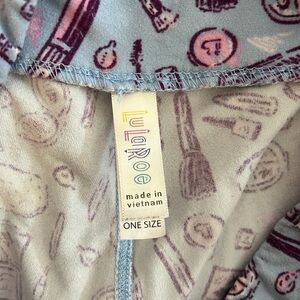 LuLaRoe
made in
vietnam
ONE SIZE